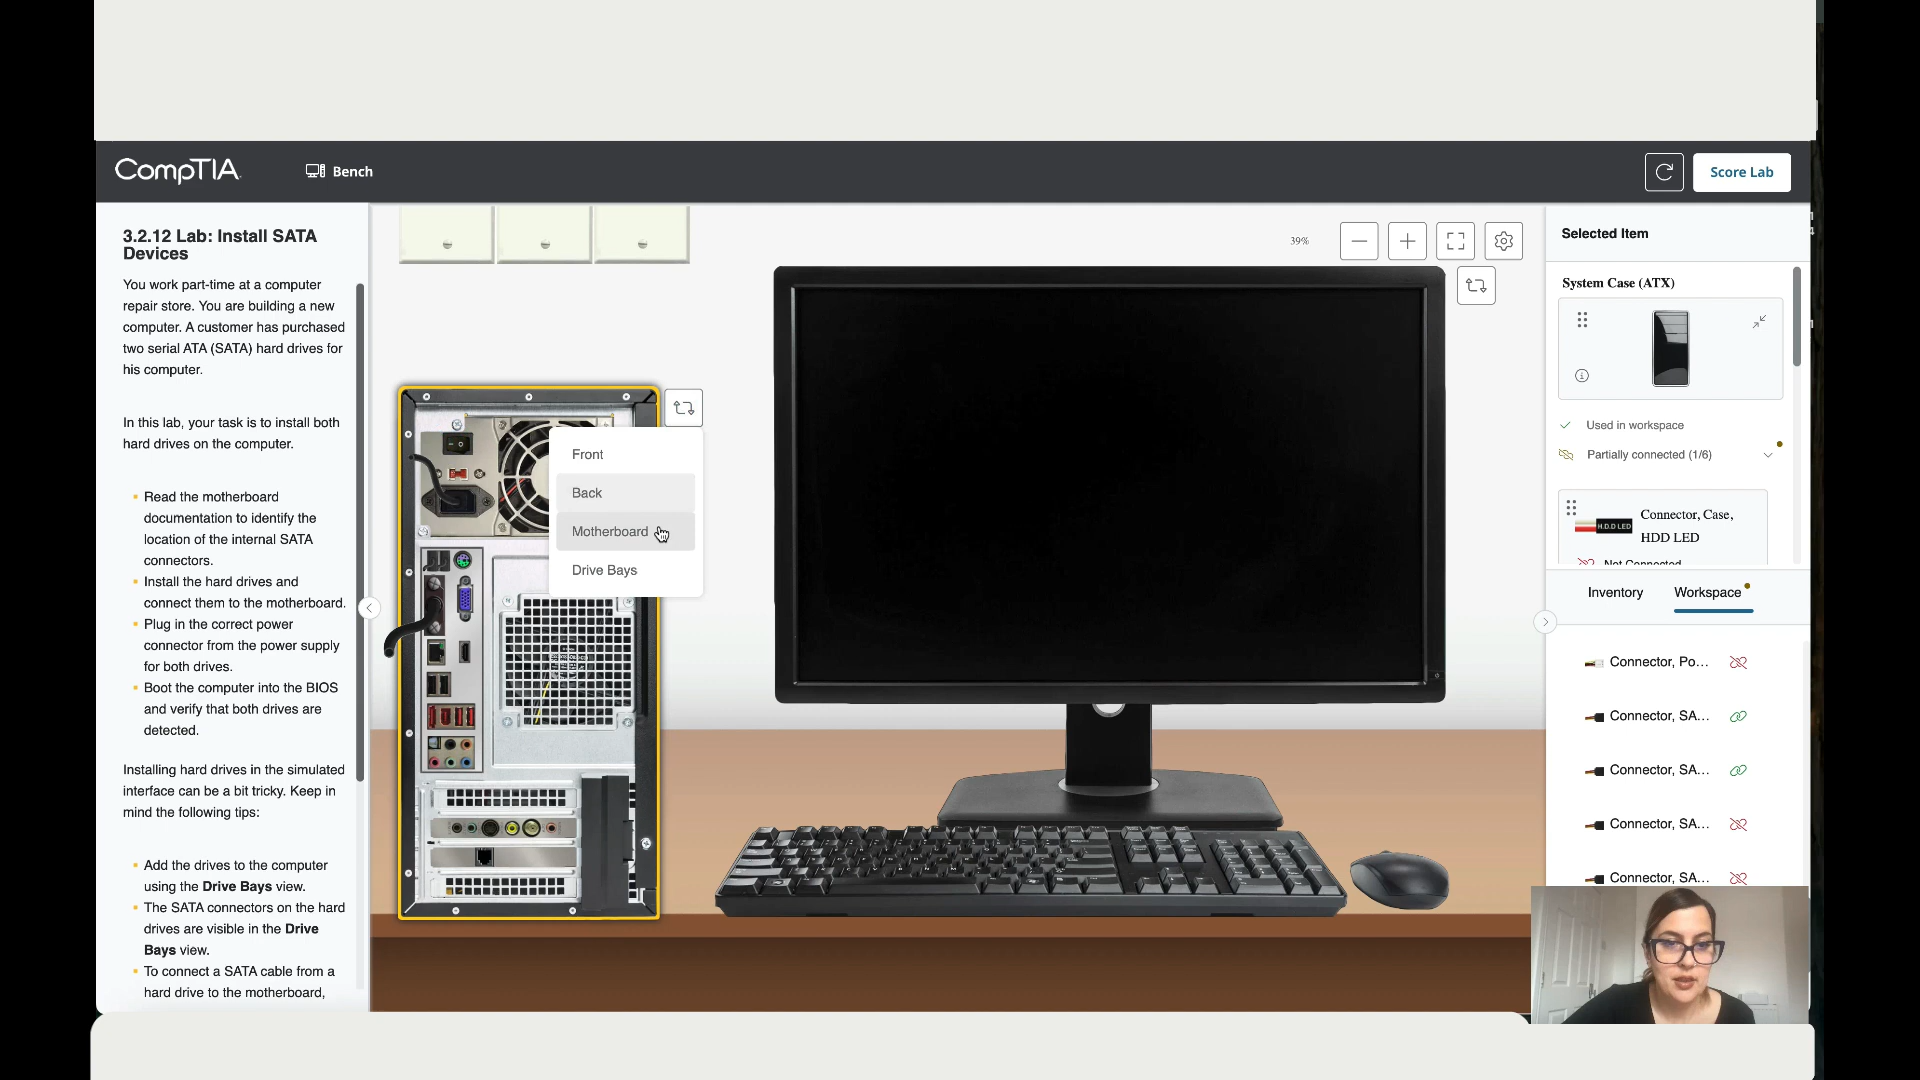 CompTIA.
Bench
Score Lab
3.2.12 Lab: Install SATA
Devices
You work part-time at a computer
repair store. You are building a new
computer. A customer has purchased
two serial ATA (SATA) hard drives for
his computer.
In this lab, your task is to install both
hard drives on the computer.
Read the motherboard
documentation to identify the
location of the internal SATA
connectors.
Install the hard drives and
connect them to the motherboard.
Plug in the correct power
connector from the power supply
for both drives.
Boot the computer into the BIOS
and verify that both drives are
detected.
Installing hard drives in the simulated
interface can be a bit tricky. Keep in
mind the following tips:
Add the drives to the computer
using the Drive Bays view.
The SATA connectors on the hard
drives are visible in the Drive
Bays view.
To connect a SATA cable from a
hard drive to the motherboard,
39%
Front
Back
Motherboard
Drive Bays
Selected Item
System Case (ATX)
Used in workspace
Partially connected (1/6)
H.D.D LED
Connector, Case,
HDD LED
Not Connected
Inventory
Workspace
Connector, Po...
Connector, SA...
Connector, SA...
Connector, SA...
Connector, SA...